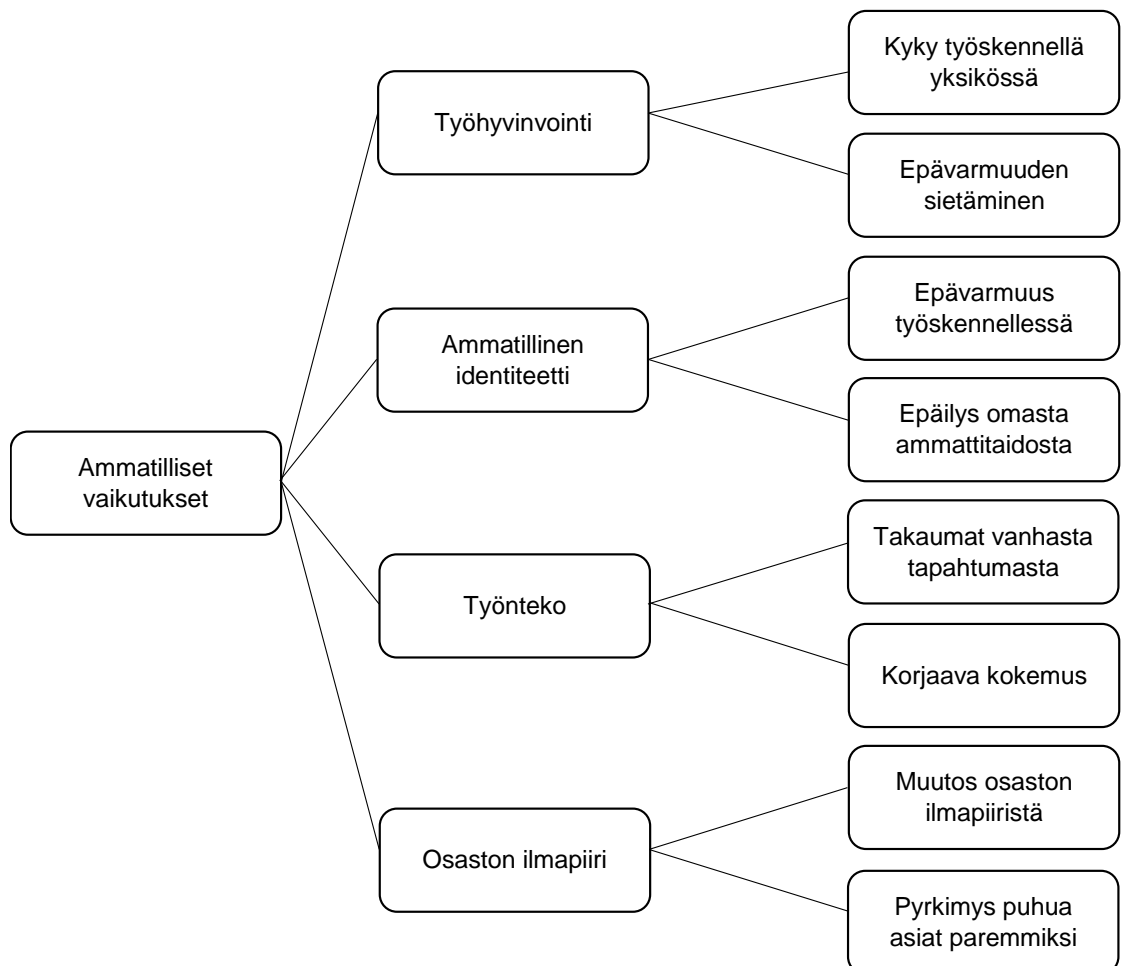 Kyky työskennellä
yksikössä
Työhyvinvointi
Epävarmuuden
sietäminen
Epävarmuus
työskennellessä
Ammatillinen
identiteetti
Epäilys omasta
ammattitaidosta
Ammatilliset
vaikutukset
Takaumat vanhasta
tapahtumasta
Työnteko
Korjaava kokemus
Muutos osaston
ilmapiiristä
Osaston ilmapiiri
Pyrkimys puhua
asiat paremmiksi